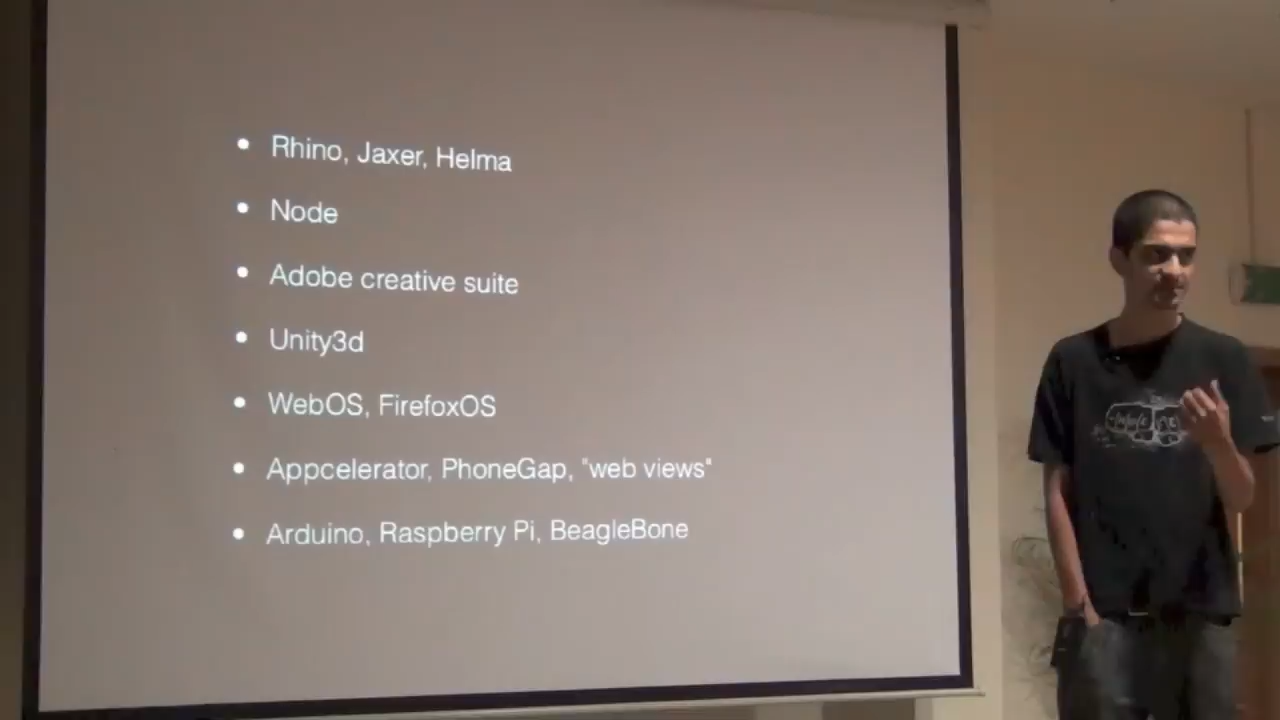 • Rhino, Jaxer, Helma
• Node
• Adobe creative suite
• Unity3d
• WebOS, FirefoxOS
• Appcelerator, PhoneGap, "web views"
• Arduino, Raspberry Pi, BeagleBone